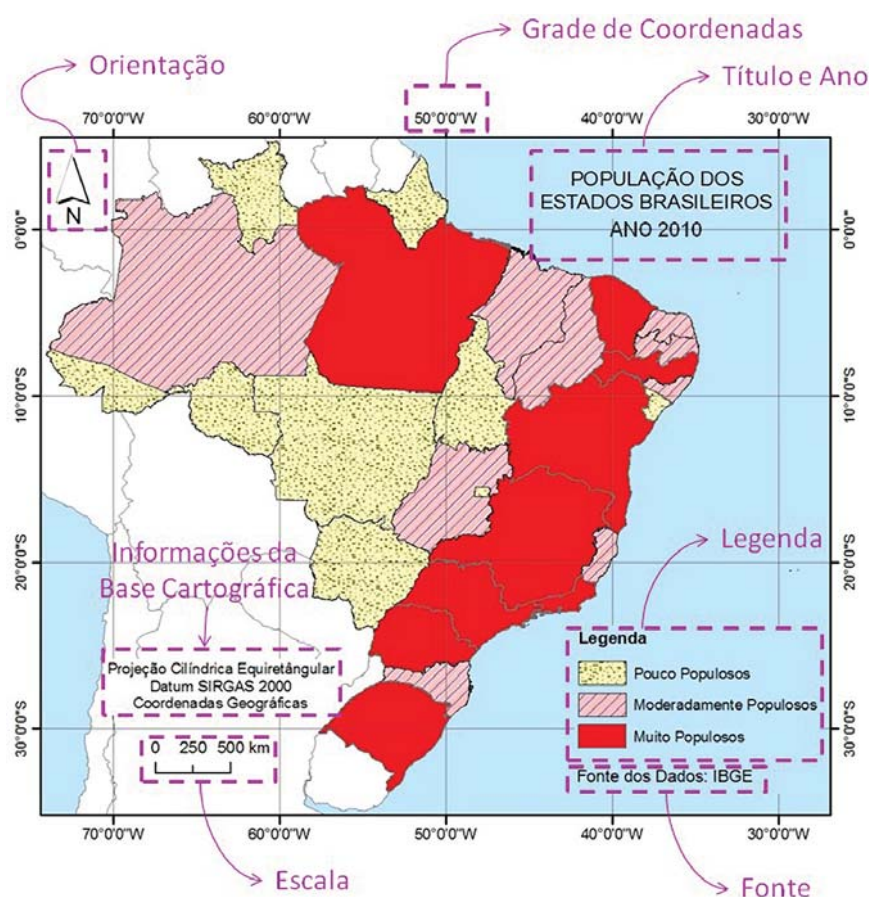 Grade de Coordenadas
Orientação
Título e Ano
70°0'0"W 60°0'0"W 50°0'0"W 40°0'0"W 30°0'0"W
N
POPULAÇÃO DOS
ESTADOS BRASILEIROS
ANO 2010
0°0'0"
0°0'0"
10°0'0"S
10°0'0"S
20°0'0"S
20°0'0"S
30°0'0"S
30°0'0"S
Informações da
Base Cartográfica
Legenda
Projeção Cilíndrica Equiretângular
Datum SIRGAS 2000
Coordenadas Geográficas
0 250 500 km
Legenda
Pouco Populosos
Moderadamente Populosos
Muito Populosos
Fonte dos Dados: IBGE
70°0'0"W 60°0'0"W 50°0'0"W 40°0'0"W 30°0'0"W
Escala
Fonte